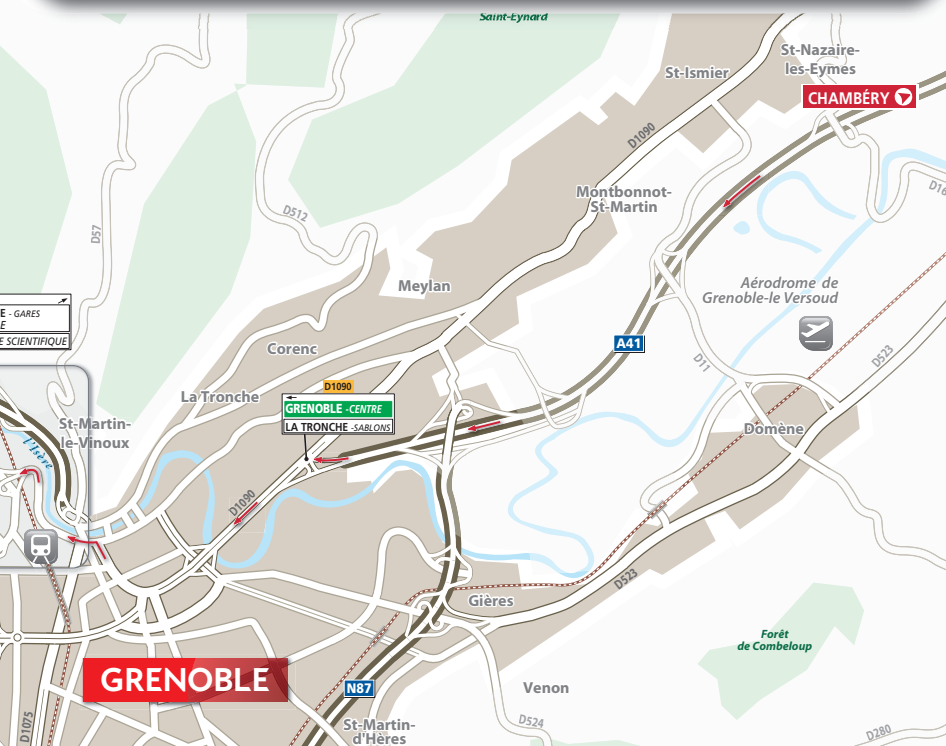 Saint-Eynard
St-Nazaire-
les-Eymes
St-Ismier
CHAMBÉRY
D1090
D16
Montbonnot-
St-Martin
D512
D57
Meylan
Aérodrome de
Grenoble-le Versoud
E - GARES
E
E SCIENTIFIQUE
Corenc
A41
D11
D523
D1090
La Tronche
GRENOBLE -CENTRE
LA TRONCHE -SABLONS
St-Martin-
le-Vinoux
l'Isère
Domène
D1090
D523
Gières
Forêt
de Combeloup
GRENOBLE
N87
Venon
D1075
St-Martin-
d'Hères
D524
D280